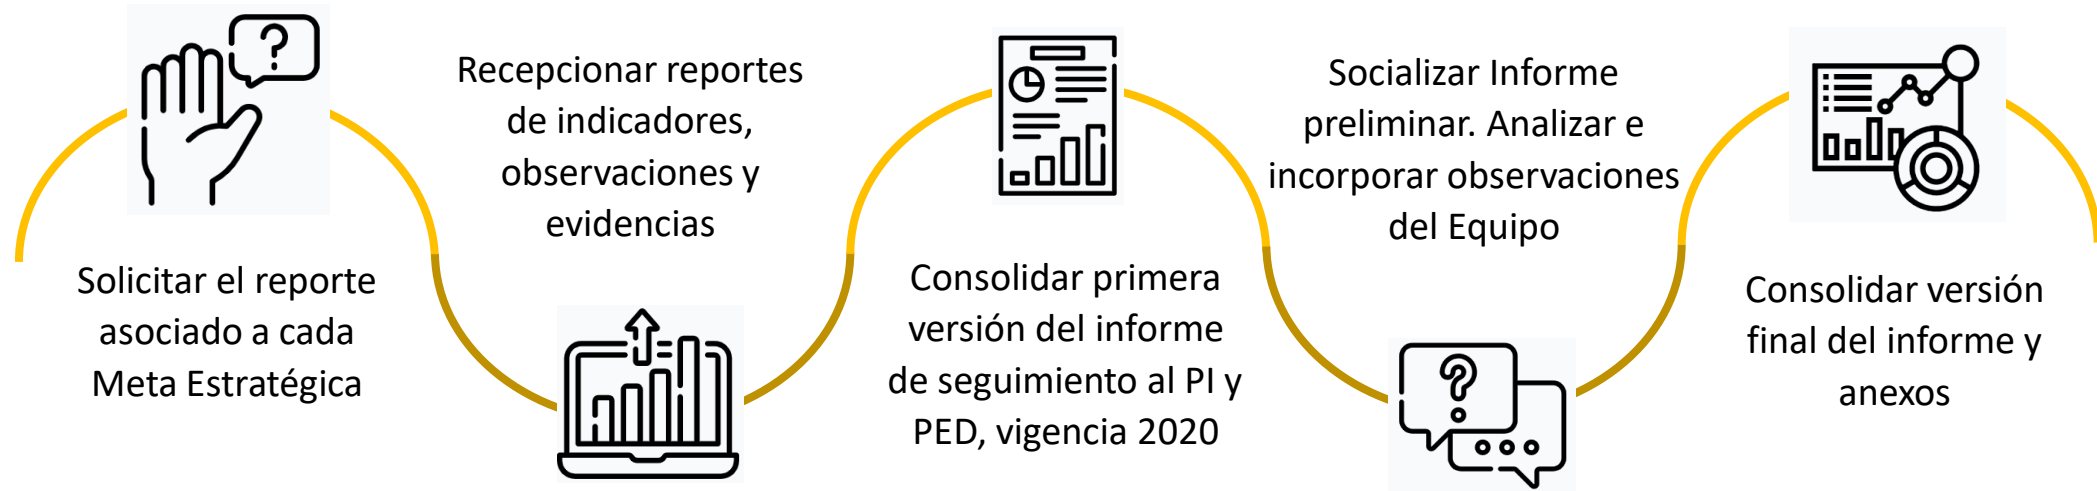 Solicitar el reporte
asociado a cada
Meta Estratégica
Recepcionar reportes
de indicadores,
observaciones y
evidencias
Consolidar primera
versión del informe
de seguimiento al PI y
PED, vigencia 2020
Socializar Informe
preliminar. Analizar e
incorporar observaciones
del Equipo
Consolidar versión
final del informe y
anexos